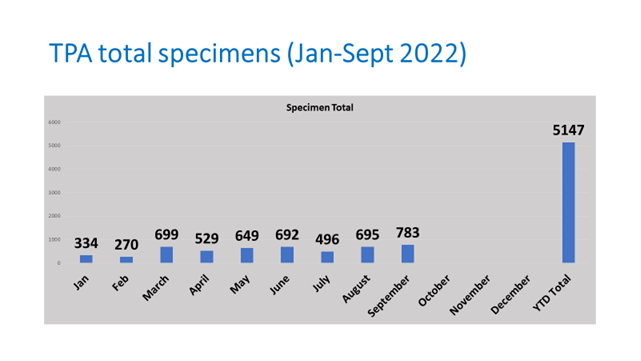 TPA total specimens (Jan-Sept 2022)
Specimen Total
6000
5000
4000
3000
2000
1000
0
334
270
699
529
649
692
496
695
783
5147
Jan
Feb
March
April
May
June
July
August
September
October
November
December
YTD Total